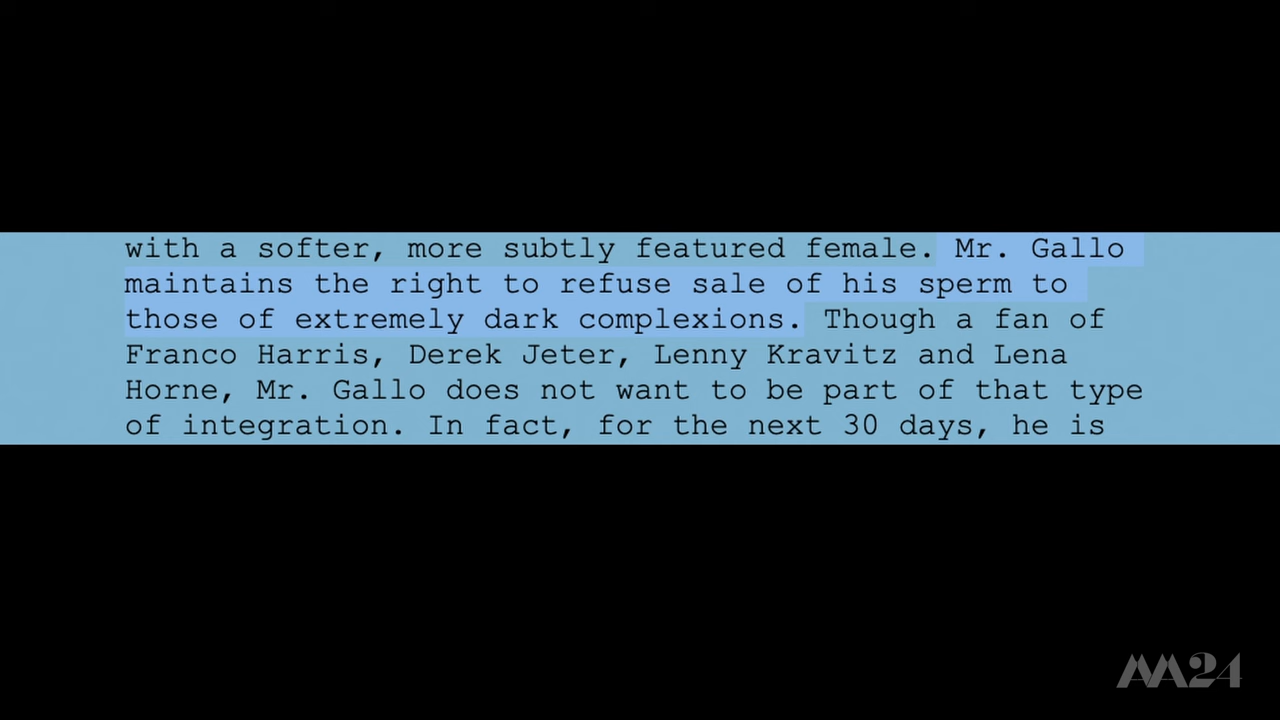 with a softer, more subtly featured female. Mr. Gallo
maintains the right to refuse sale of his sperm to
those of extremely dark complexions. Though a fan of
Franco Harris, Derek Jeter, Lenny Kravitz and Lena
Horne, Mr. Gallo does not want to be part of that type
of integration. In fact, for the next 30 days, he is
AA24